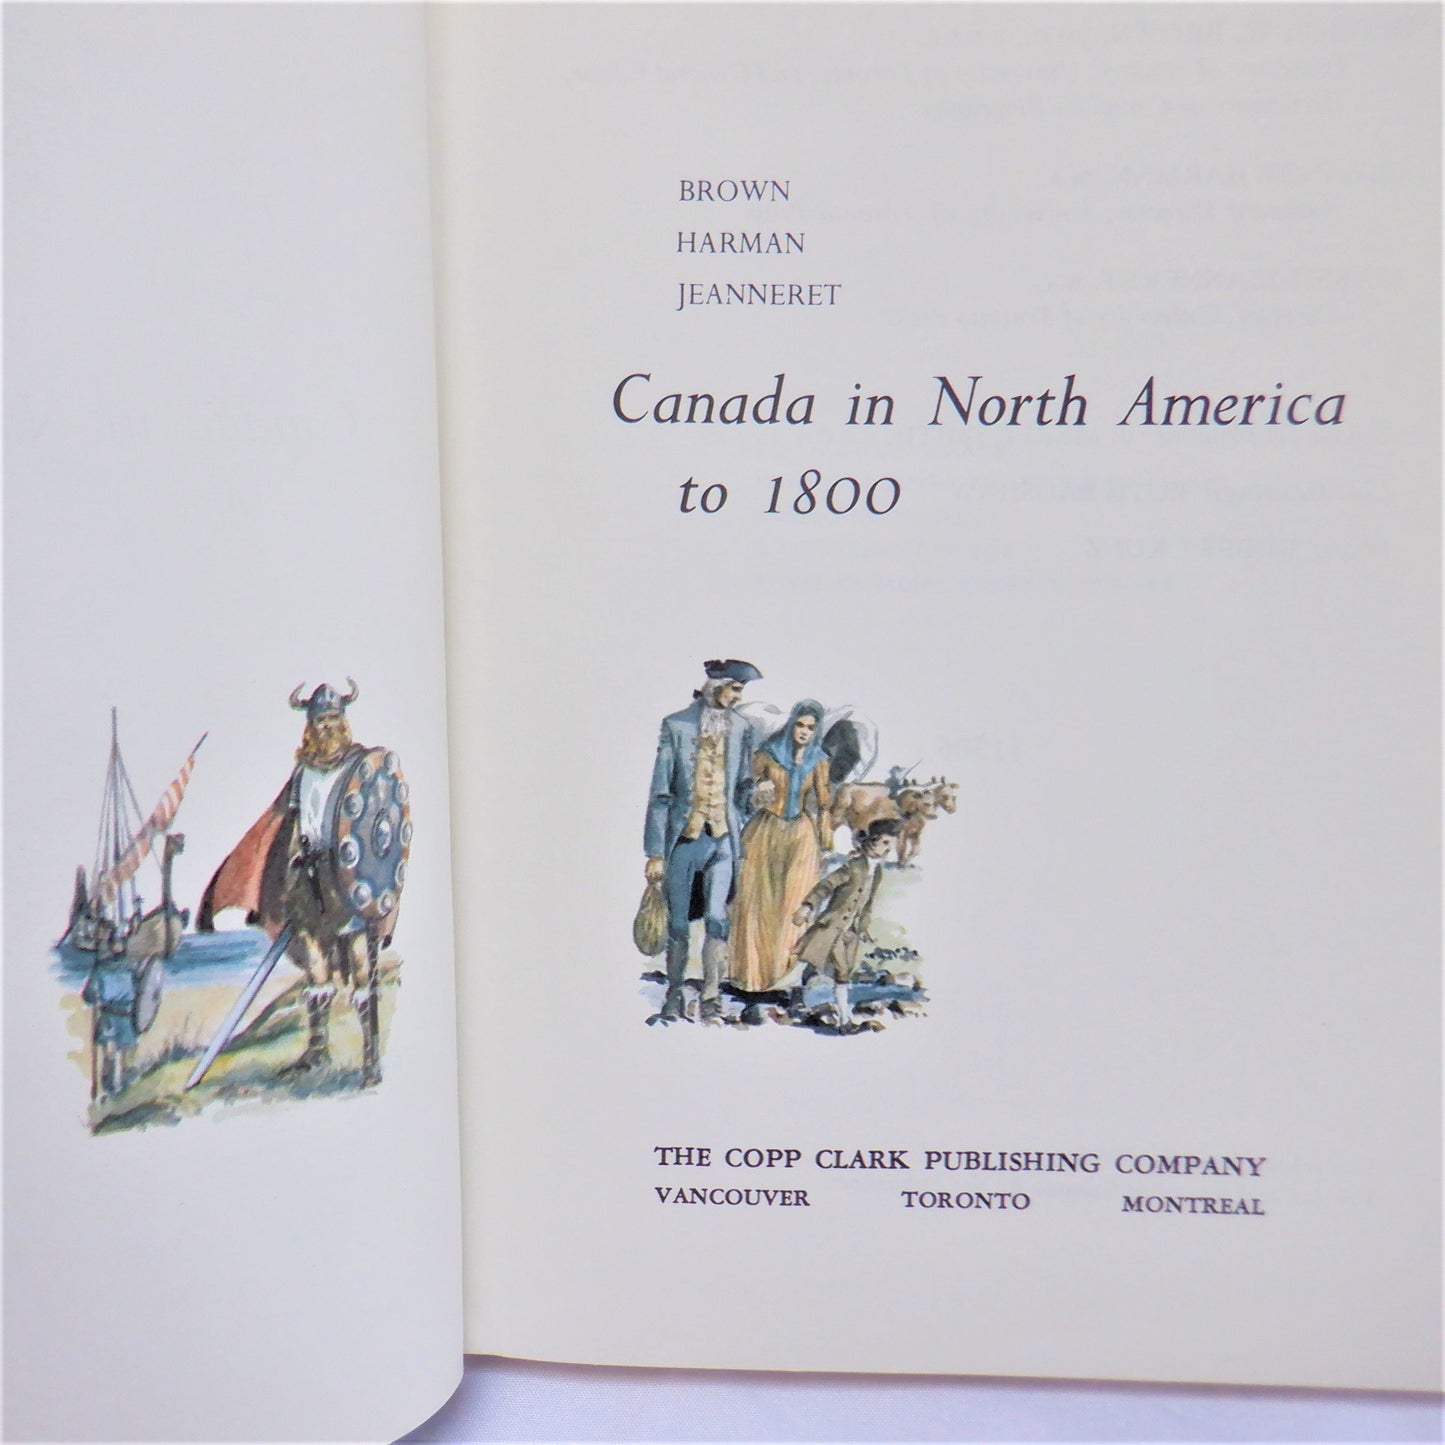 BROWN
HARMAN
JEANNERET
Canada in North America
to 1800
THE COPP CLARK PUBLISHING COMPANY
VANCOUVER TORONTO MONTREAL